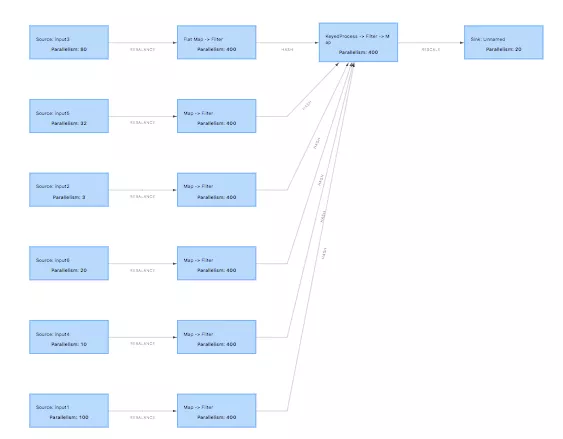 Source: input3
Parallelism: 80
REBALANCE
Flat Map -> Filter
Parallelism: 400
HASH
KeyedProcess -> Filter -> M
ap
Parallelism: 400
RESCALE
Sink: Unnamed
Parallelism: 20
Source: input5
Parallelism: 32
REBALANCE
Map -> Filter
Parallelism: 400
HASH
Source: input2
Parallelism: 5
REBALANCE
Map -> Filter
Parallelism: 400
HASH
Source: input6
Parallelism: 20
REBALANCE
Map -> Filter
Parallelism: 400
HASH
Source: input4
Parallelism: 10
REBALANCE
Map -> Filter
Parallelism: 400
HASH
Source: input1
Parallelism: 100
REBALANCE
Map -> Filter
Parallelism: 400
HASH